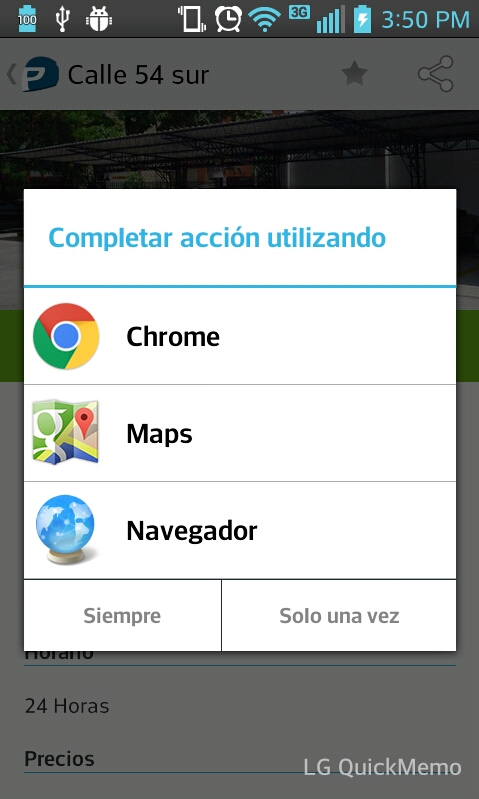 100
3G
3:50 PM
P
Calle 54 sur
Completar acción utilizando
Chrome
Maps
Navegador
Siempre
Solo una vez
Horario
24 Horas
Precios
LG QuickMemo